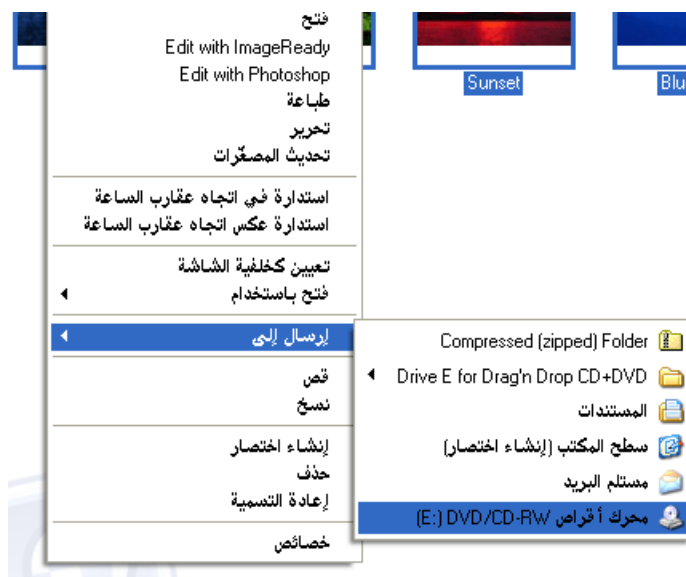 فتح
Edit with ImageReady
Edit with Photoshop
طباعة
تحرير
تحديث المصغّرات
استدارة في اتجاه عقارب الساعة
استدارة عكس اتجاه عقارب الساعة
تعيين كخلفية الشاشة
فتح باستخدام
إرسال إلى
قص
نسخ
إنشاء اختصار
حذف
إعادة التسمية
خصائص
Sunset
Blu
Compressed (zipped) Folder
Drive E for Drag'n Drop CD+DVD
المستندات
سطح المكتب (إنشاء اختصار)
مستلم البريد
محرك أقراص DVD/CD-RW (E:)